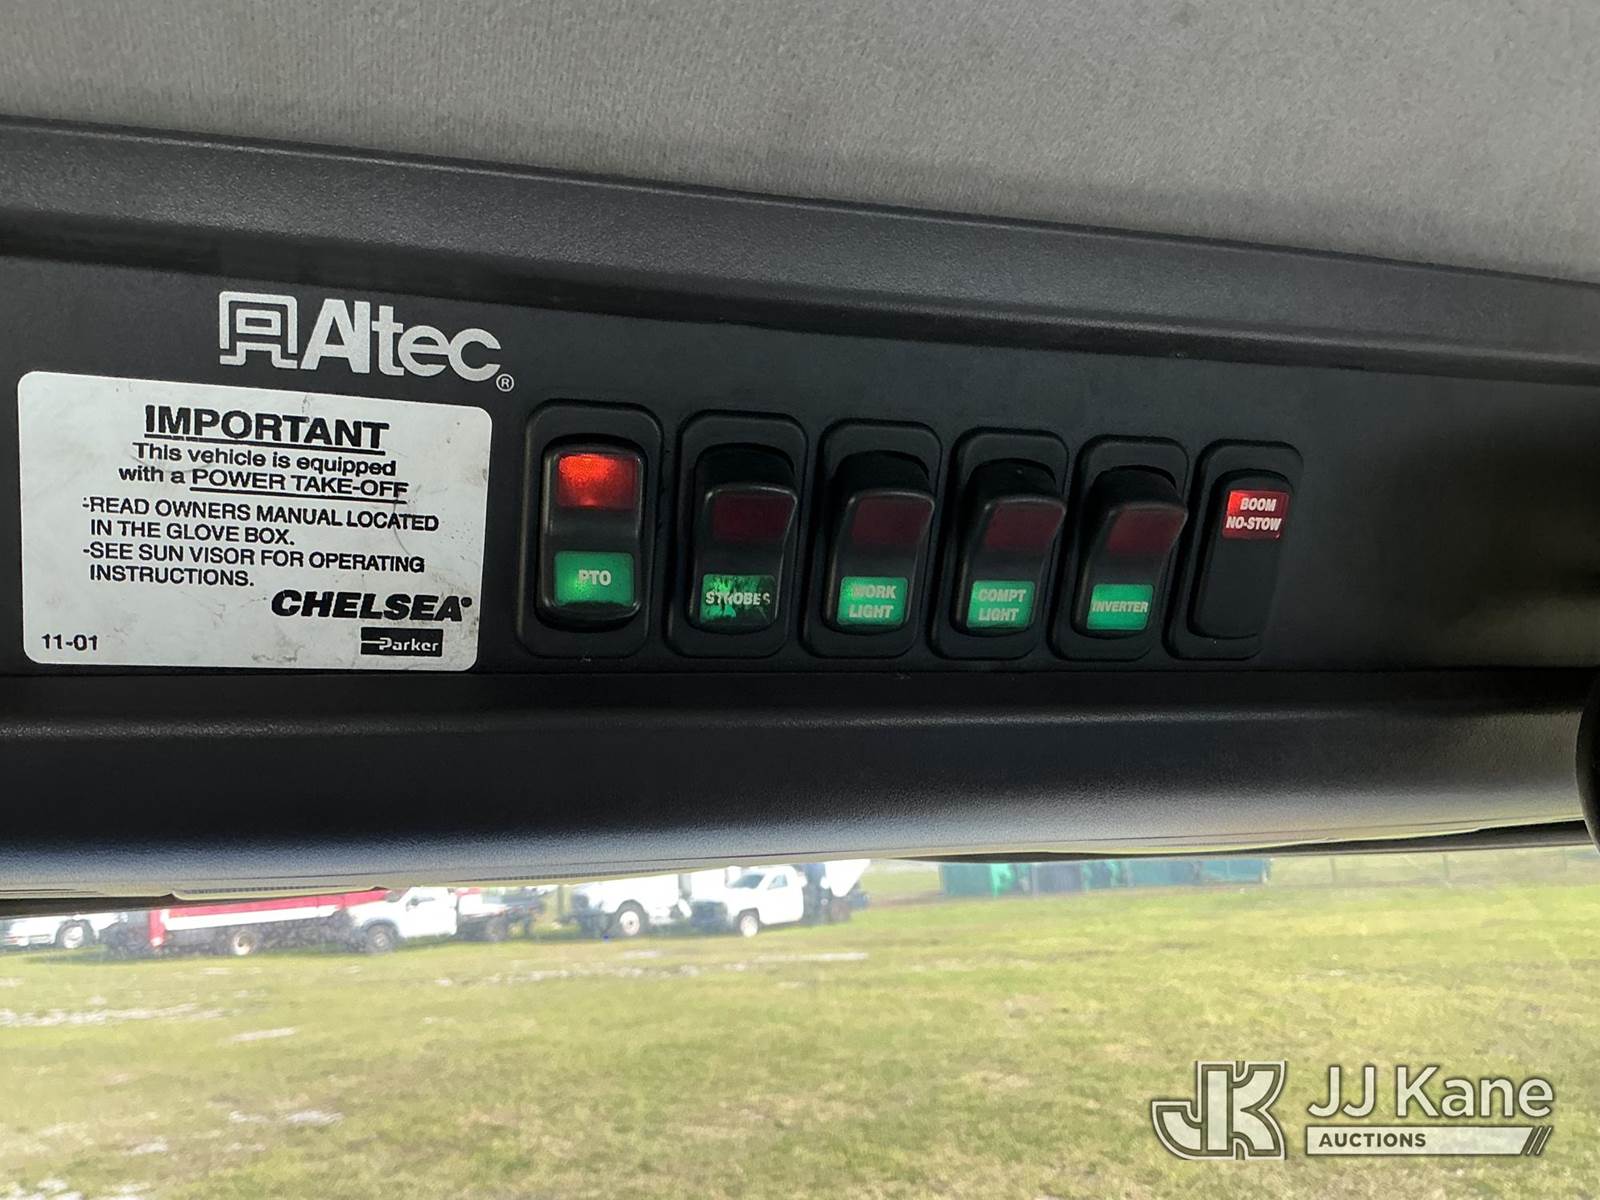 Altec®
IMPORTANT
This vehicle is equipped
with a POWER TAKE-OFF
-READ OWNERS MANUAL LOCATED
IN THE GLOVE BOX.
-SEE SUN VISOR FOR OPERATING
INSTRUCTIONS.
CHELSEA®
11-01
Parker
PTO
STROBES
WORK
LIGHT
COMPT
LIGHT
INVERTER
BOOM
NO-STOW
JK
JJ Kane
AUCTIONS